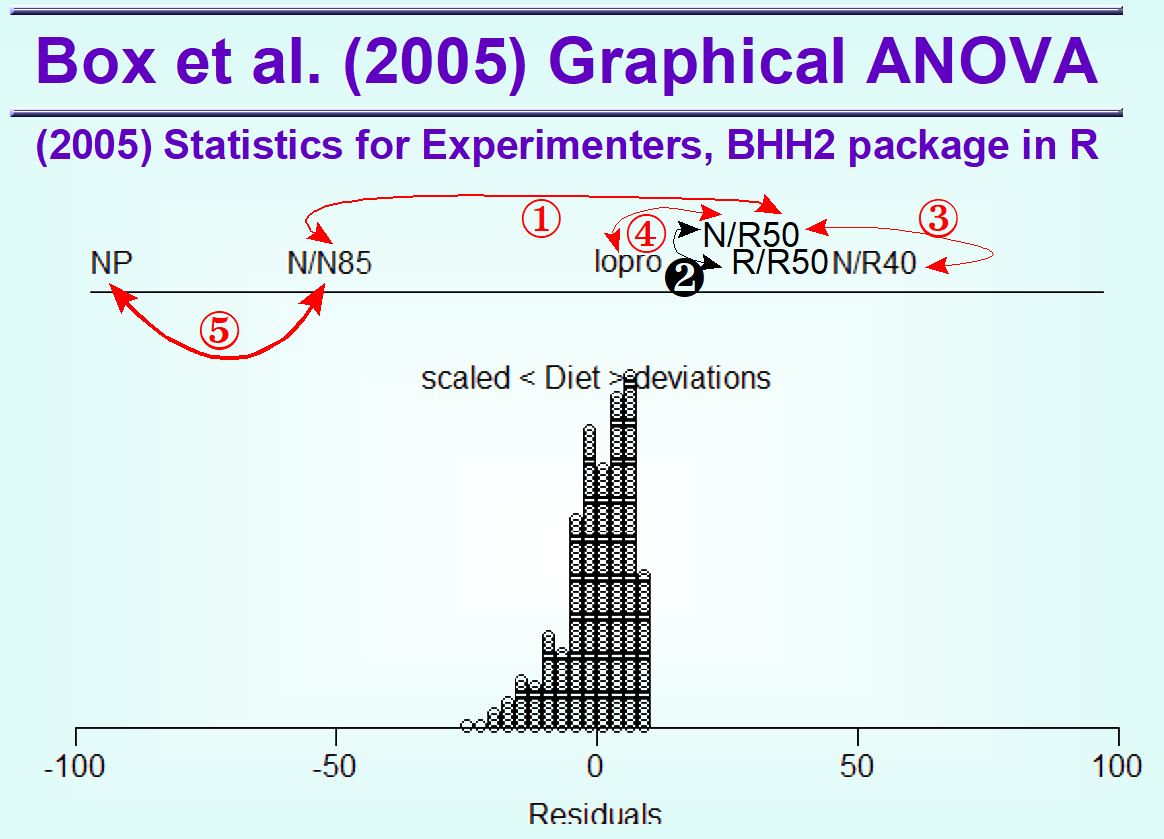 Box et al. (2005) Graphical ANOVA
(2005) Statistics for Experimenters, BHH2 package in R
① ④ ③
N/R50
NP N/N85 lopro R/R50 N/R40
❷
⑤
scaled < Diet > deviations
-100 -50 0 50 100
Residuals